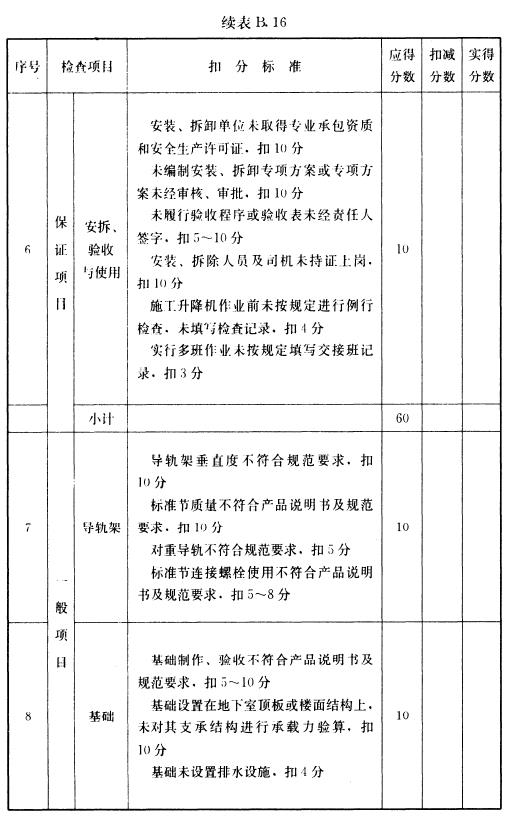 续表 B. 16
序号 检查项目 扣分标准 应得分数 扣减分数 实得分数
安装、拆卸单位未取得专业承包资质
和安全生产许可证，扣 10 分
未编制安装、拆卸专项方案或专项方
案未经审核、审批，扣 10 分
未履行验收程序或验收表未经责任人
签字，扣 5～10 分
安装、拆除人员及司机未持证上岗，
扣 10 分
施工升降机作业前未按规定进行例行
检查，未填写检查记录，扣 4 分
实行多班作业未按规定填写交接班记
录，扣 3 分
6 保证项目 安拆、验收与使用 10
小计 60
导轨架垂直度不符合规范要求，扣
10 分
标准节质量不符合产品说明书及规范
要求，扣 10 分
对重导轨不符合规范要求，扣 5 分
标准节连接螺栓使用不符合产品说明
书及规范要求，扣 5～8 分
7 一般项目 导轨架 10
基础制作、验收不符合产品说明书及
规范要求，扣 5～10 分
基础设置在地下室顶板或楼面结构上，
未对其支承结构进行承载力验算，扣
10 分
基础未设置排水设施，扣 4 分
8 基础 10